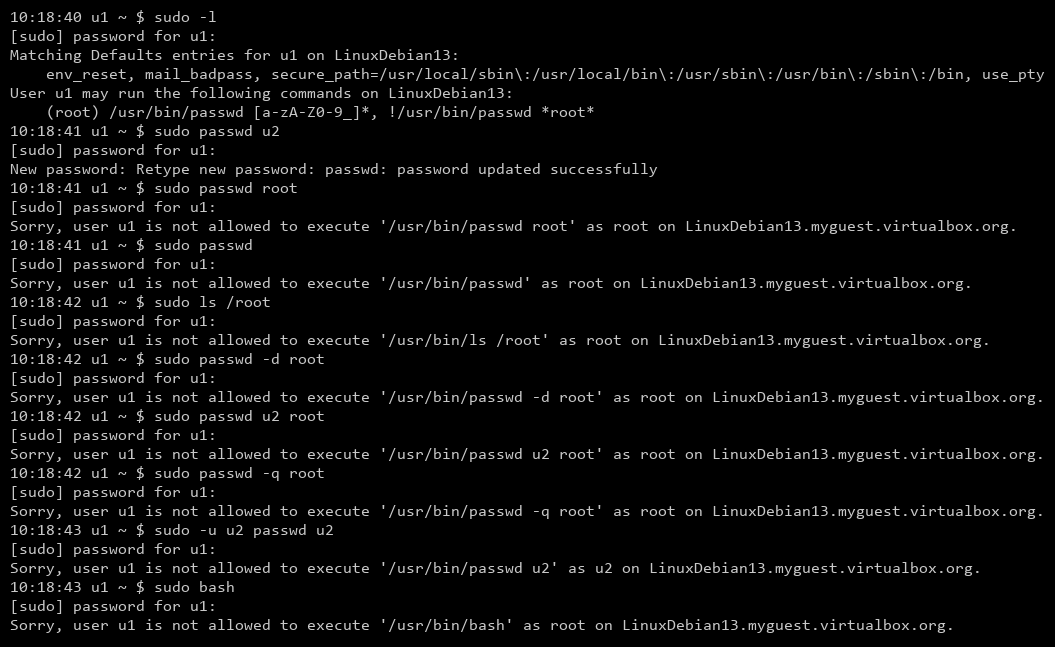 10:18:40 u1 ~ $ sudo -l
[sudo] password for u1:
Matching Defaults entries for u1 on LinuxDebian13:
    env_reset, mail_badpass, secure_path=/usr/local/sbin\:/usr/local/bin\:/usr/sbin\:/usr/bin\:/sbin\:/bin, use_pty
User u1 may run the following commands on LinuxDebian13:
    (root) /usr/bin/passwd [a-zA-Z0-9_]*, !/usr/bin/passwd *root*
10:18:41 u1 ~ $ sudo passwd u2
[sudo] password for u1:
New password: Retype new password: passwd: password updated successfully
10:18:41 u1 ~ $ sudo passwd root
[sudo] password for u1:
Sorry, user u1 is not allowed to execute '/usr/bin/passwd root' as root on LinuxDebian13.myguest.virtualbox.org.
10:18:41 u1 ~ $ sudo passwd
[sudo] password for u1:
Sorry, user u1 is not allowed to execute '/usr/bin/passwd' as root on LinuxDebian13.myguest.virtualbox.org.
10:18:42 u1 ~ $ sudo ls /root
[sudo] password for u1:
Sorry, user u1 is not allowed to execute '/usr/bin/ls /root' as root on LinuxDebian13.myguest.virtualbox.org.
10:18:42 u1 ~ $ sudo passwd -d root
[sudo] password for u1:
Sorry, user u1 is not allowed to execute '/usr/bin/passwd -d root' as root on LinuxDebian13.myguest.virtualbox.org.
10:18:42 u1 ~ $ sudo passwd u2 root
[sudo] password for u1:
Sorry, user u1 is not allowed to execute '/usr/bin/passwd u2 root' as root on LinuxDebian13.myguest.virtualbox.org.
10:18:42 u1 ~ $ sudo passwd -q root
[sudo] password for u1:
Sorry, user u1 is not allowed to execute '/usr/bin/passwd -q root' as root on LinuxDebian13.myguest.virtualbox.org.
10:18:43 u1 ~ $ sudo -u u2 passwd u2
[sudo] password for u1:
Sorry, user u1 is not allowed to execute '/usr/bin/passwd u2' as u2 on LinuxDebian13.myguest.virtualbox.org.
10:18:43 u1 ~ $ sudo bash
[sudo] password for u1:
Sorry, user u1 is not allowed to execute '/usr/bin/bash' as root on LinuxDebian13.myguest.virtualbox.org.